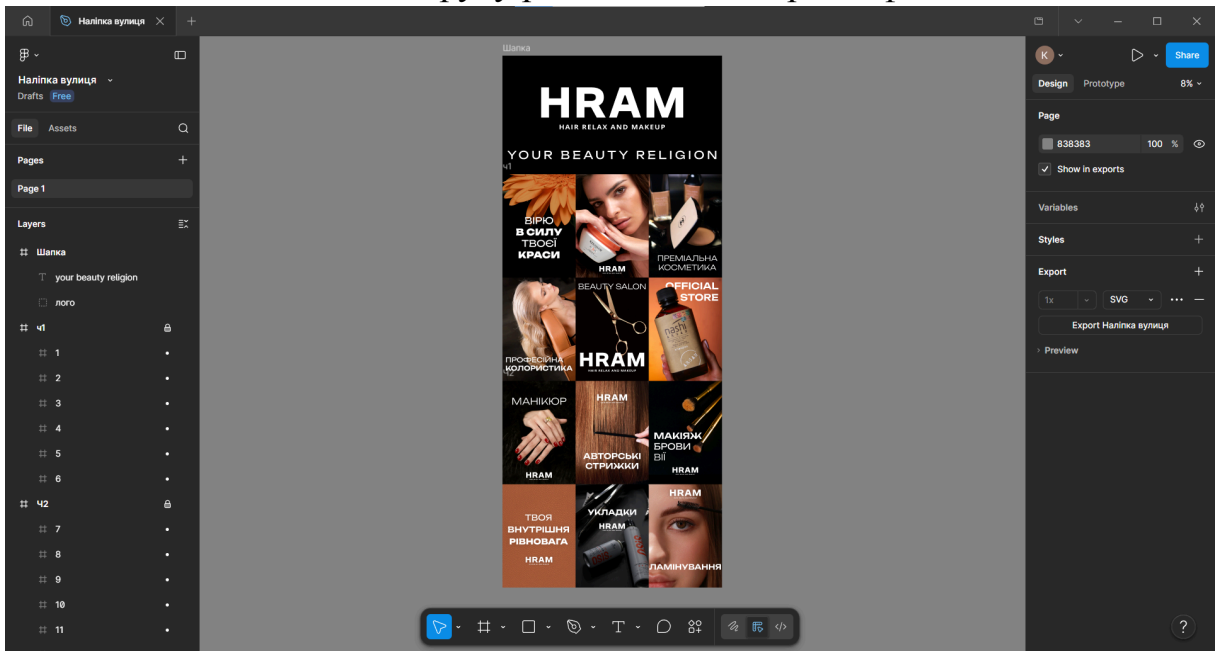 Наліпка вулиця
Наліпка вулиця
Drafts Free
File Assets
Pages
Page 1
Layers
Шапка
your beauty religion
лого
ч1
1
2
3
4
5
6
Ч2
7
8
9
10
11
Шапка
HRAM
HAIR RELAX AND MAKEUP
YOUR BEAUTY RELIGION
ч1
ВІРЮ
В СИЛУ
ТВОЄЇ
КРАСИ
HRAM
ПРЕМІАЛЬНА
КОСМЕТИКА
ПРОФЕСІЙНА
КОЛОРИСТИКА
Ч2
BEAUTY SALON
HRAM
HAIR RELAX AND MAKEUP
OFFICIAL
STORE
nashi
МАНІКЮР
HRAM
HRAM
АВТОРСЬКІ
СТРИЖКИ
МАКІЯЖ
БРОВИ
ВІЇ
HRAM
ТВОЯ
ВНУТРІШНЯ
РІВНОВАГА
HRAM
УКЛАДКИ
HRAM
HRAM
ЛАМІНУВАННЯ
K
Share
Design Prototype 8%
Page
838383 100 %
Show in exports
Variables
Styles
Export
1x SVG
Export Наліпка вулиця
Preview
?